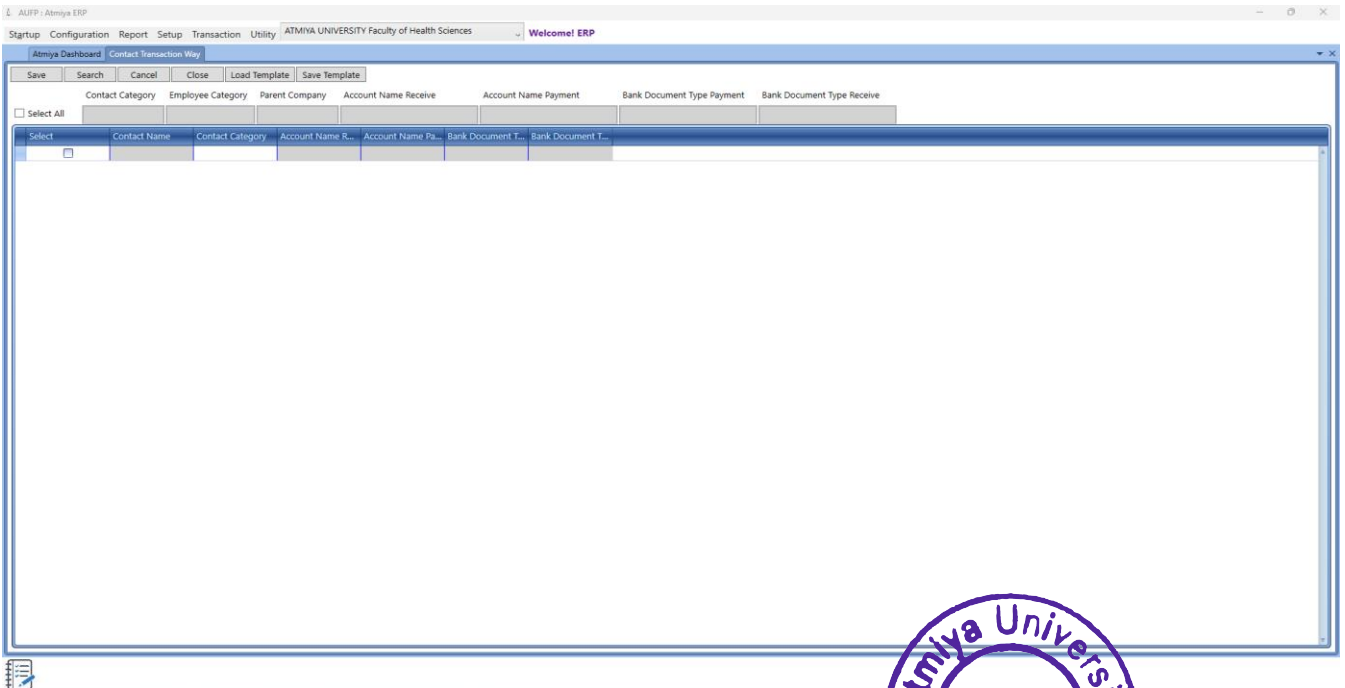 AUFP : Atmiya ERP
Startup Configuration Report Setup Transaction Utility ATMIYA UNIVERSITY Faculty of Health Sciences Welcome! ERP
Atmiya Dashboard Contact Transaction Way
Save Search Cancel Close Load Template Save Template
Contact Category Employee Category Parent Company Account Name Receive Account Name Payment Bank Document Type Payment Bank Document Type Receive
Select All
Select Contact Name Contact Category Account Name R... Account Name Pa... Bank Document T... Bank Document T...